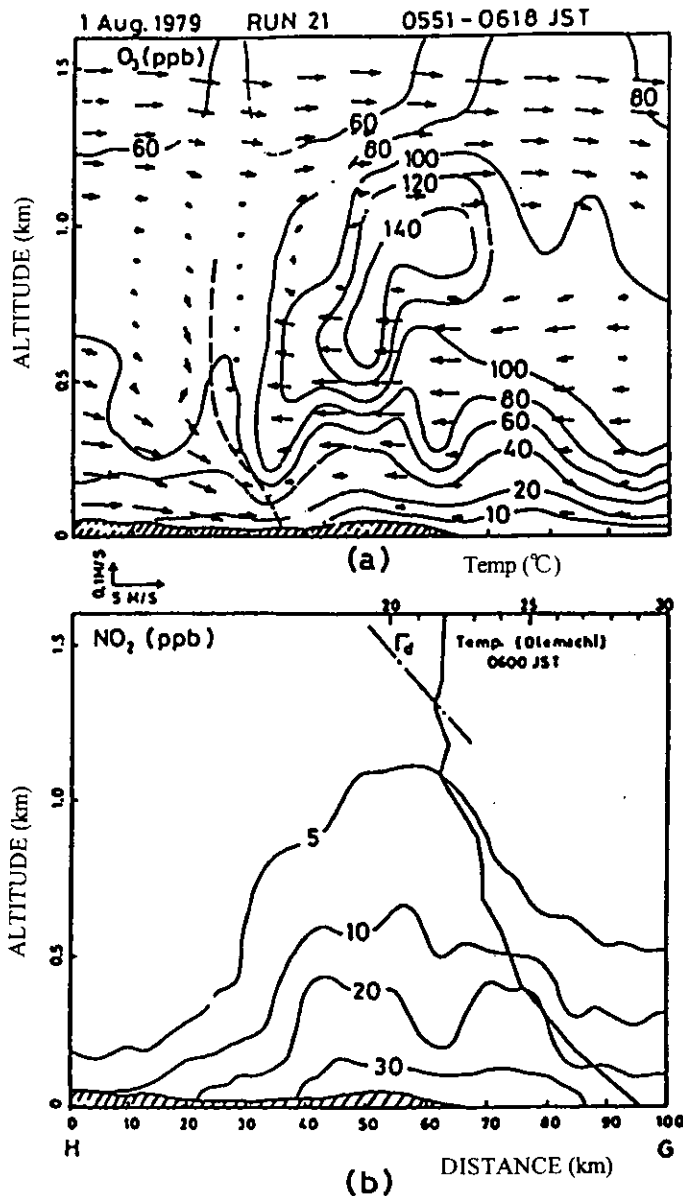 1 Aug. 1979 RUN 21 0551-0618 JST
O₃(ppb)
ALTITUDE (km)
1.5
1.0
0.5
0
60
60
80
80
100
120
140
100
80
60
40
20
10
(a)
Temp (℃)
0.1M/S
5 M/S
20
25
30
NO₂ (ppb)
Γd
Temp. (Olemachi)
0600 JST
ALTITUDE (km)
1.5
1.0
0.5
0
5
10
20
30
0 10 20 30 40 50 60 70 80 90 100
H G
DISTANCE (km)
(b)